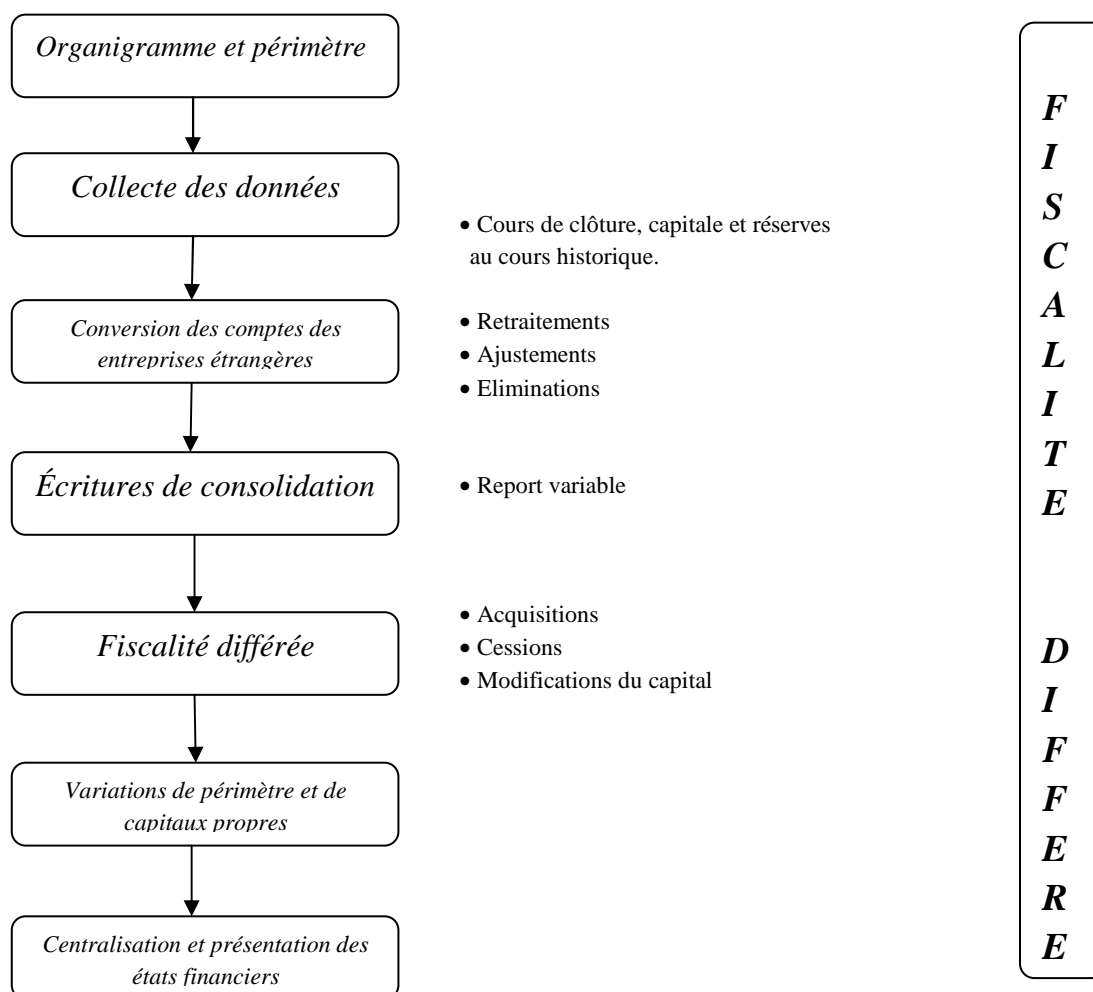 Organigramme et périmètre
Collecte des données
• Cours de clôture, capitale et réserves
au cours historique.
Conversion des comptes des
entreprises étrangères
• Retraitements
• Ajustements
• Eliminations
Écritures de consolidation
• Report variable
Fiscalité différée
• Acquisitions
• Cessions
• Modifications du capital
Variations de périmètre et de
capitaux propres
Centralisation et présentation des
états financiers
F
I
S
C
A
L
I
T
E
D
I
F
F
E
R
E